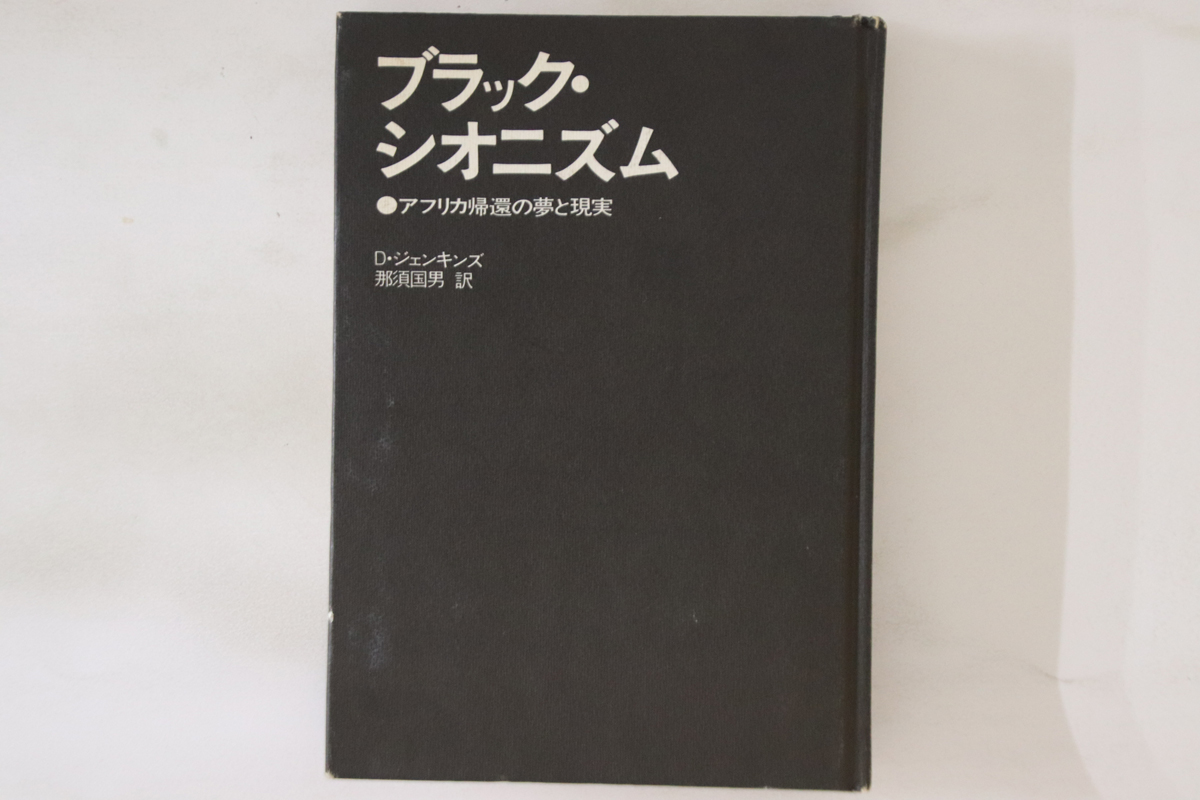 ブラック・
シオニズム
●アフリカ帰還の夢と現実
D・ジェンキンズ
那須国男 訳